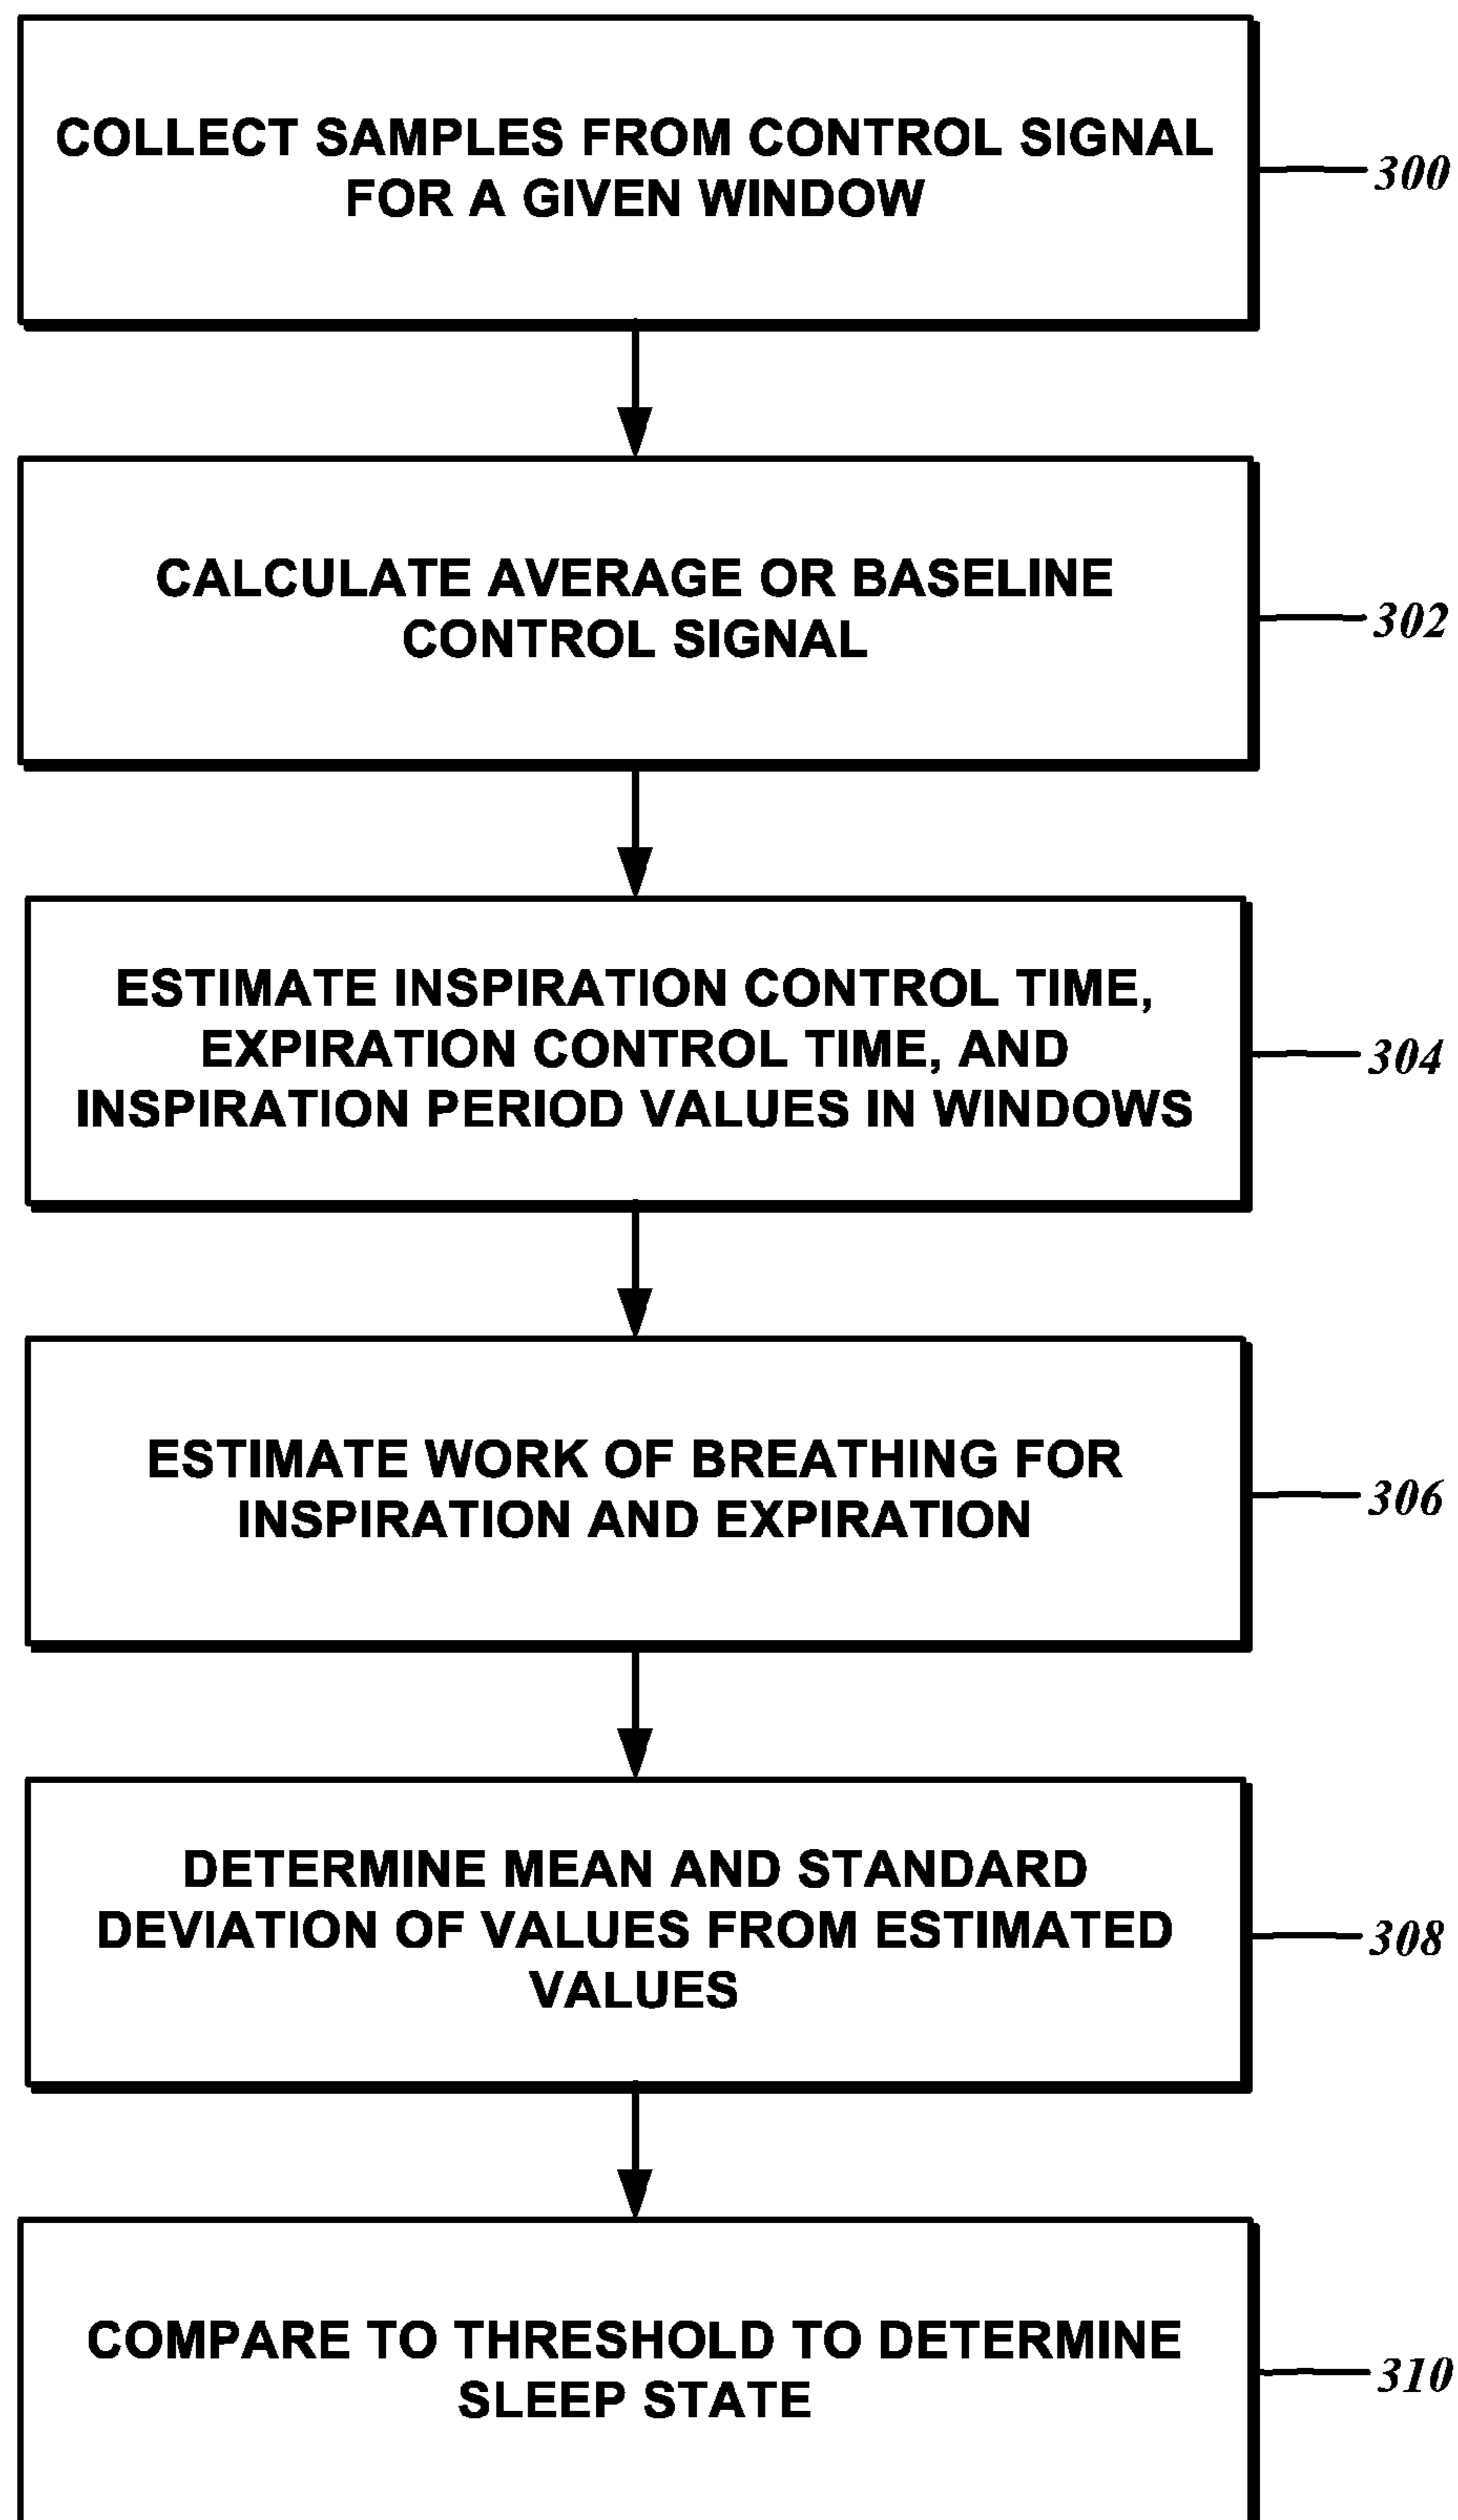 COLLECT SAMPLES FROM CONTROL SIGNAL
FOR A GIVEN WINDOW
300
CALCULATE AVERAGE OR BASELINE
CONTROL SIGNAL
302
ESTIMATE INSPIRATION CONTROL TIME,
EXPIRATION CONTROL TIME, AND
INSPIRATION PERIOD VALUES IN WINDOWS
304
ESTIMATE WORK OF BREATHING FOR
INSPIRATION AND EXPIRATION
306
DETERMINE MEAN AND STANDARD
DEVIATION OF VALUES FROM ESTIMATED
VALUES
308
COMPARE TO THRESHOLD TO DETERMINE
SLEEP STATE
310